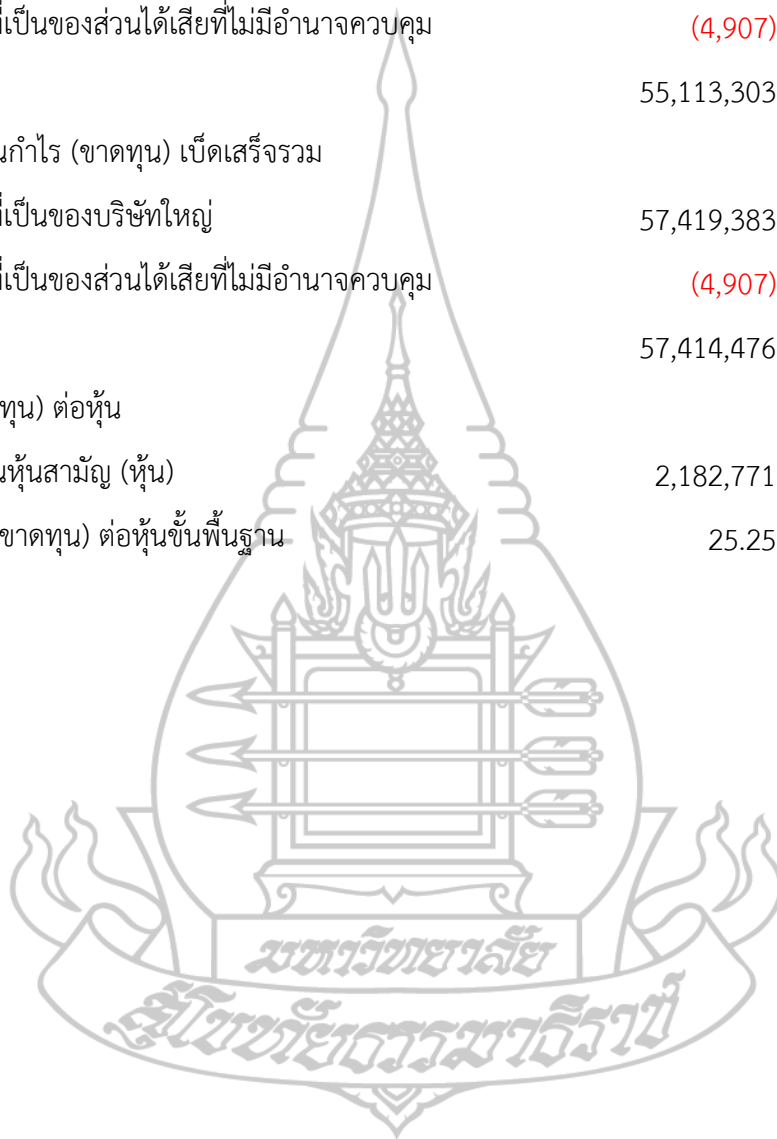 ที่เป็นของส่วนได้เสียที่ไม่มีอำนาจควบคุม (4,907)
55,113,303
นกำไร (ขาดทุน) เบ็ดเสร็จรวม
ที่เป็นของบริษัทใหญ่ 57,419,383
ที่เป็นของส่วนได้เสียที่ไม่มีอำนาจควบคุม (4,907)
57,414,476
ทุน) ต่อหุ้น
นหุ้นสามัญ (หุ้น) 2,182,771
ขาดทุน) ต่อหุ้นขั้นพื้นฐาน 25.25
มหาวิทยาลัย
สุโขทัยธรรมาธิราช